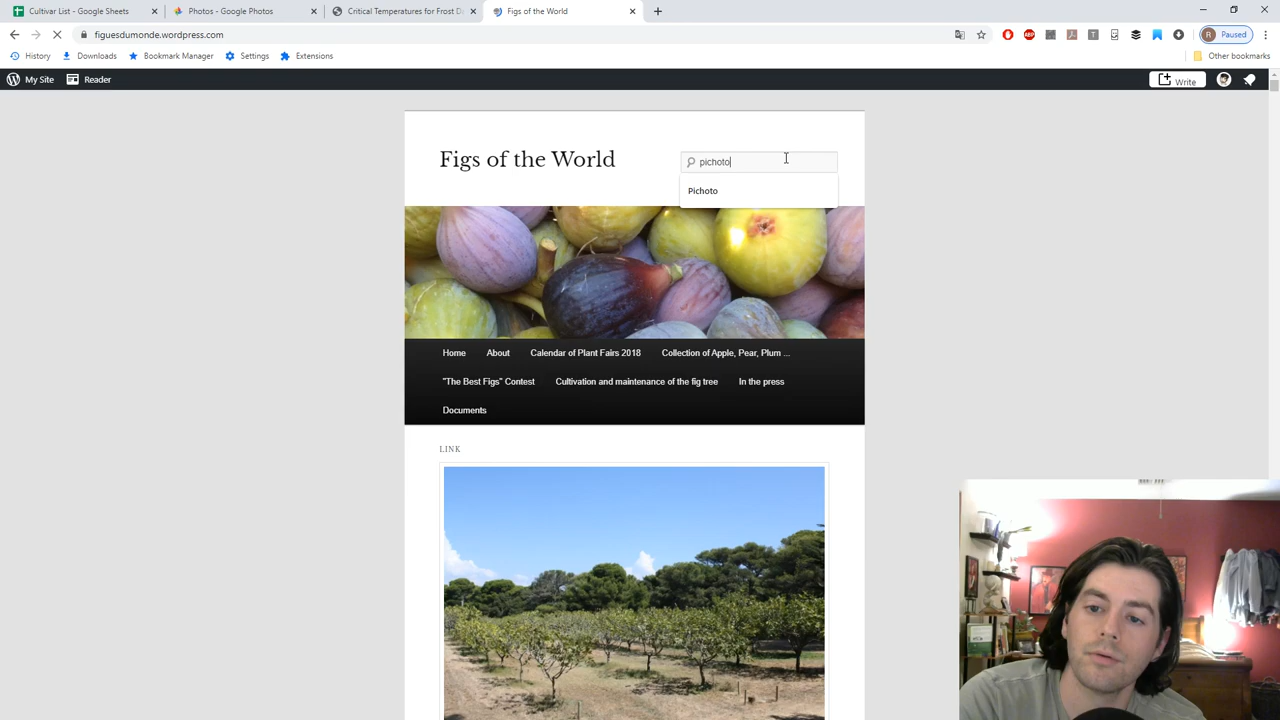 Cultivar List - Google Sheets
Photos - Google Photos
Critical Temperatures for Frost D
Figs of the World
figuesdumonde.wordpress.com
Paused
History
Downloads
Bookmark Manager
Settings
Extensions
Other bookmarks
My Site
Reader
Write
Figs of the World
pichoto
Pichoto
Home
About
Calendar of Plant Fairs 2018
Collection of Apple, Pear, Plum ...
"The Best Figs" Contest
Cultivation and maintenance of the fig tree
In the press
Documents
LINK